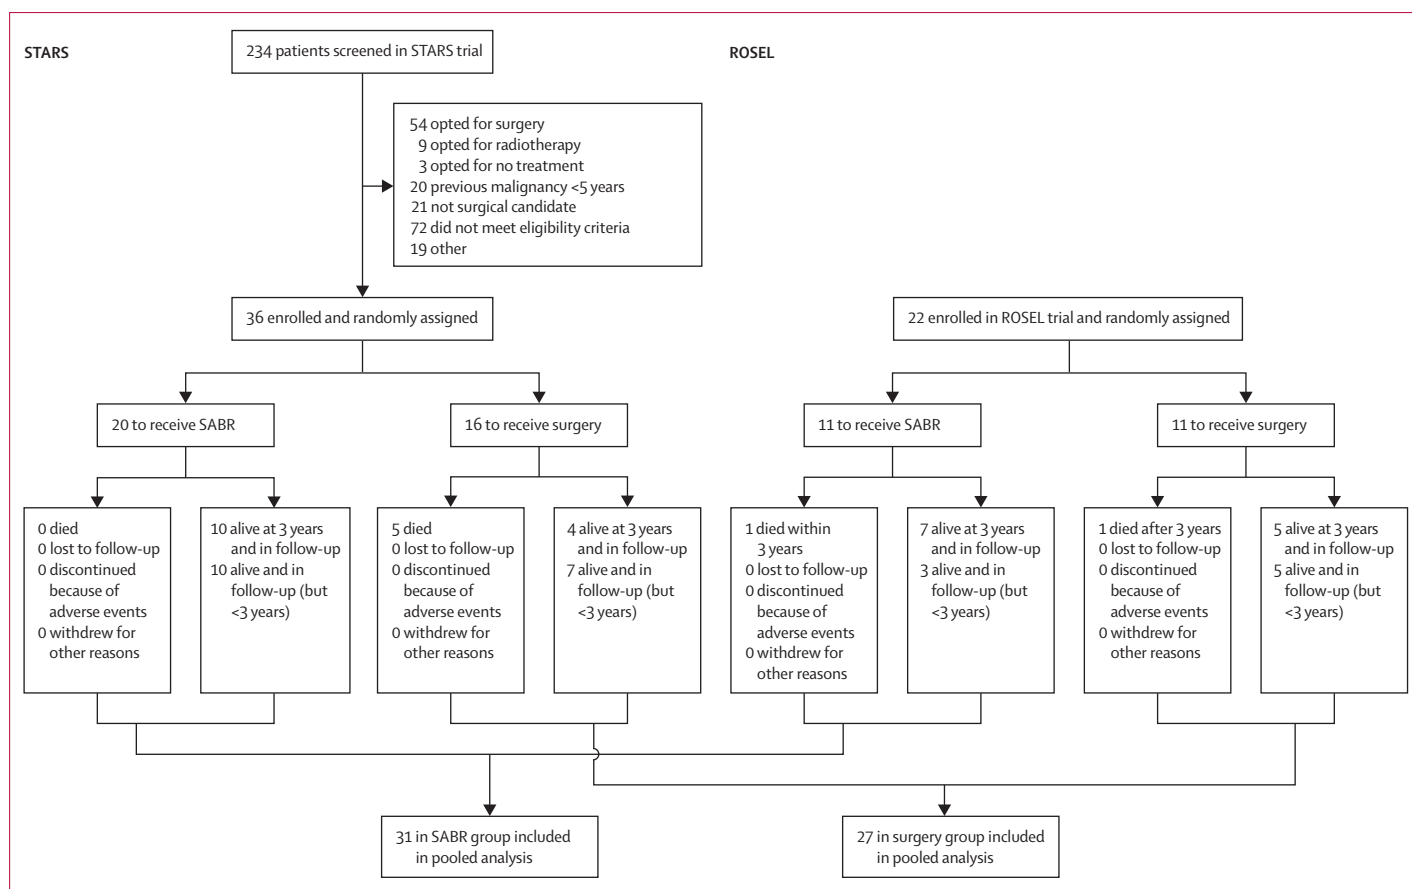 STARS
234 patients screened in STARS trial
ROSEL
54 opted for surgery
9 opted for radiotherapy
3 opted for no treatment
20 previous malignancy <5 years
21 not surgical candidate
72 did not meet eligibility criteria
19 other
36 enrolled and randomly assigned
22 enrolled in ROSEL trial and randomly assigned
20 to receive SABR
16 to receive surgery
11 to receive SABR
11 to receive surgery
0 died
0 lost to follow-up
0 discontinued
because of
adverse events
0 withdrew for
other reasons
10 alive at 3 years
and in follow-up
10 alive and in
follow-up (but
<3 years)
5 died
0 lost to follow-up
0 discontinued
because of
adverse events
0 withdrew for
other reasons
4 alive at 3 years
and in follow-up
7 alive and in
follow-up (but
<3 years)
1 died within
3 years
0 lost to follow-up
0 discontinued
because of
adverse events
0 withdrew for
other reasons
7 alive at 3 years
and in follow-up
3 alive and in
follow-up (but
<3 years)
1 died after 3 years
0 lost to follow-up
0 discontinued
because of
adverse events
0 withdrew for
other reasons
5 alive at 3 years
and in follow-up
5 alive and in
follow-up (but
<3 years)
31 in SABR group included
in pooled analysis
27 in surgery group included
in pooled analysis